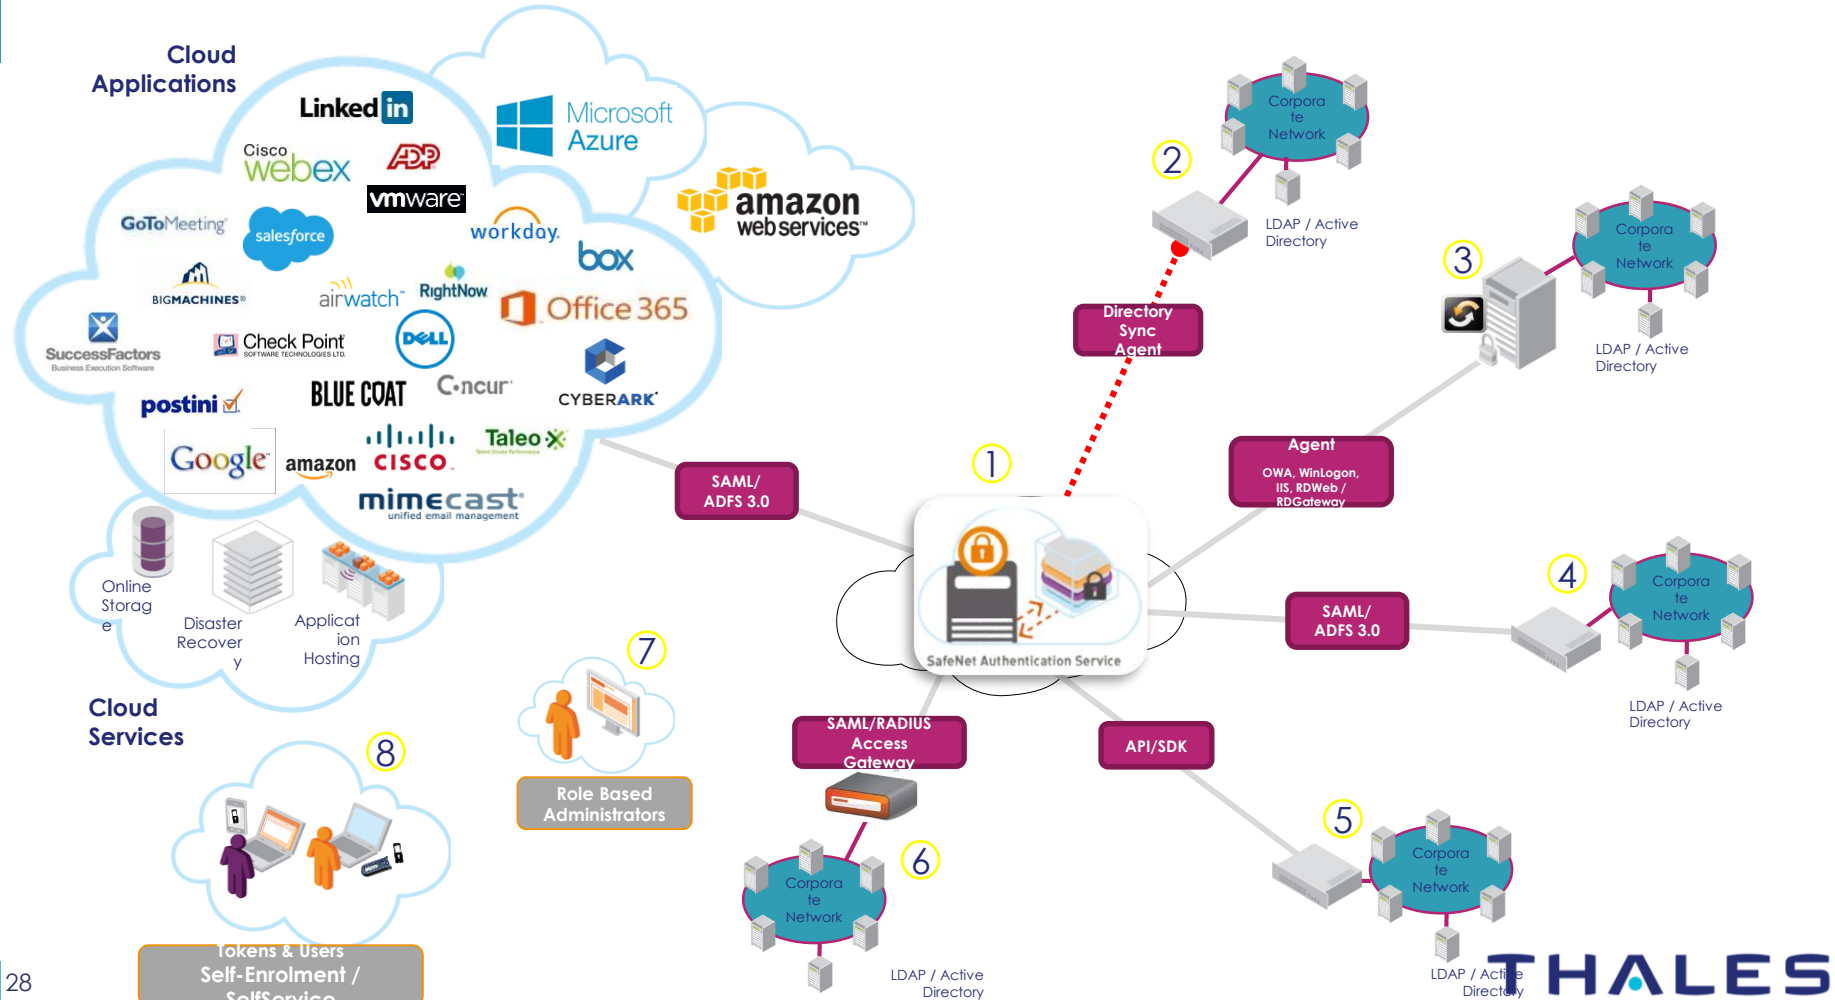 Cloud
Applications
Linked in
Microsoft
Azure
Cisco
webex
ADP
vmware
amazon
web services™
GoToMeeting
salesforce
workday.
box
BIGMACHINES
airwatch
RightNow
Office 365
SuccessFactors
Business Execution Software
Check Point
SOFTWARE TECHNOLOGIES LTD.
DELL
BLUE COAT
C•ncur
CYBERARK
postini
Google
amazon
CISCO
Taleo
mimecast
unified email management
Online
Storag
e
Disaster
Recover
y
Applicat
ion
Hosting
Cloud
Services
SAML/
ADFS 3.0
1
SafeNet Authentication Service
Directory
Sync
Agent
2
Corpora
te
Network
LDAP / Active
Directory
3
Corpora
te
Network
LDAP / Active
Directory
Agent
OWA, WinLogon,
IIS, RDWeb /
RDGateway
4
Corpora
te
Network
LDAP / Active
Directory
SAML/
ADFS 3.0
5
Corpora
te
Network
LDAP / Active
Directory
API/SDK
SAML/RADIUS
Access
Gateway
6
Corpora
te
Network
LDAP / Active
Directory
7
Role Based
Administrators
8
Tokens & Users
Self-Enrolment /
SelfService
28
THALES